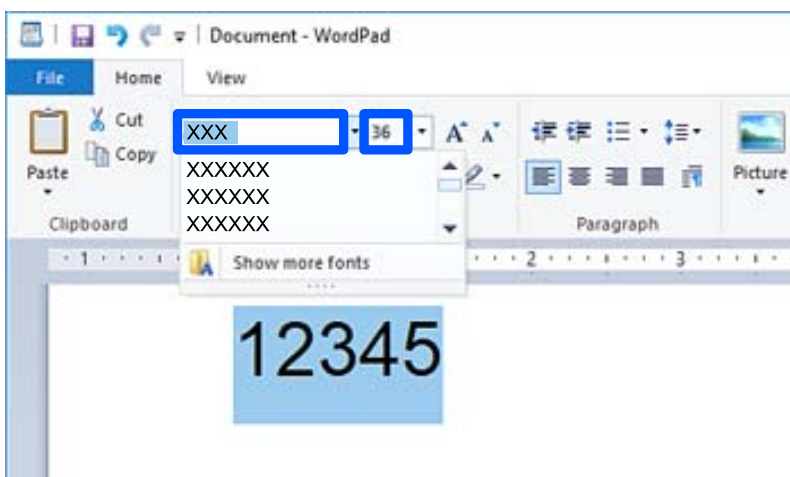 Document - WordPad
File Home View
Cut
Copy
Paste
Clipboard
XXX 36 A A
XXXXXX
XXXXXX
XXXXXX
Show more fonts
Paragraph
Picture
1 2 3
12345